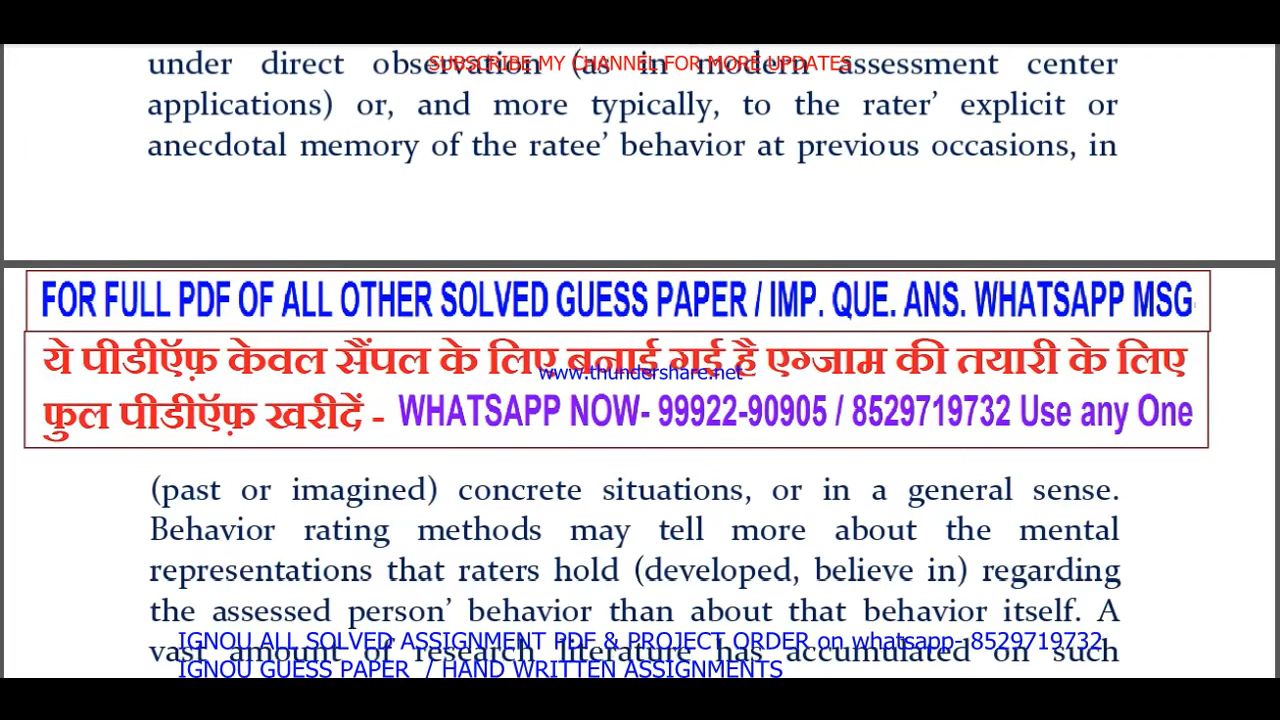 under direct observation (as in modern assessment center
SUBSCRIBE MY CHANNEL FOR MORE UPDATES
applications) or, and more typically, to the rater’ explicit or
anecdotal memory of the ratee’ behavior at previous occasions, in
FOR FULL PDF OF ALL OTHER SOLVED GUESS PAPER / IMP. QUE. ANS. WHATSAPP MSG
ये पीडीऍफ़ केवल सैंपल के लिए बनाई गई है एग्जाम की तयारी के लिए
www.thundershare.net
फुल पीडीऍफ़ खरीदें - WHATSAPP NOW- 99922-90905 / 8529719732 Use any One
(past or imagined) concrete situations, or in a general sense.
Behavior rating methods may tell more about the mental
representations that raters hold (developed, believe in) regarding
the assessed person’ behavior than about that behavior itself. A
IGNOU ALL SOLVED ASSIGNMENT PDF & PROJECT ORDER on whatsapp- 8529719732
vast amount of research literature has accumulated on such
IGNOU GUESS PAPER / HAND WRITTEN ASSIGNMENTS